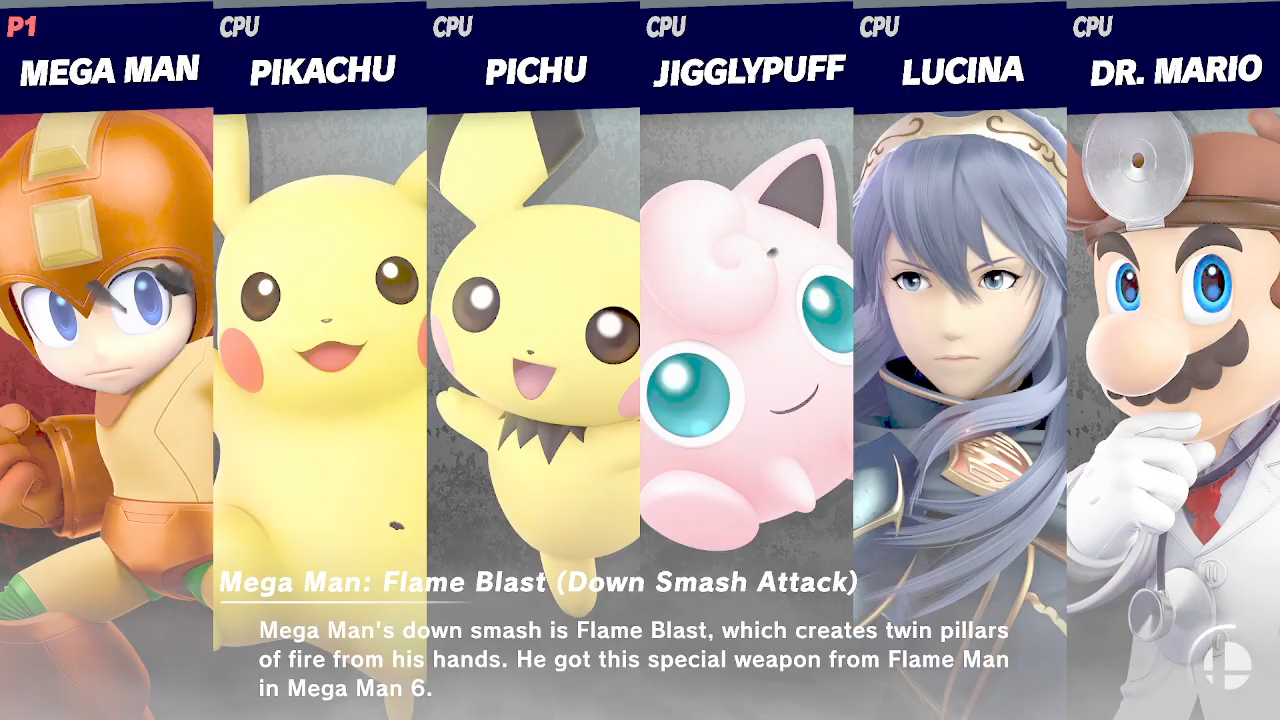 P1
MEGA MAN
CPU
PIKACHU
CPU
PICHU
CPU
JIGGLYPUFF
CPU
LUCINA
CPU
DR. MARIO
Mega Man: Flame Blast (Down Smash Attack)
Mega Man's down smash is Flame Blast, which creates twin pillars
of fire from his hands. He got this special weapon from Flame Man
in Mega Man 6.